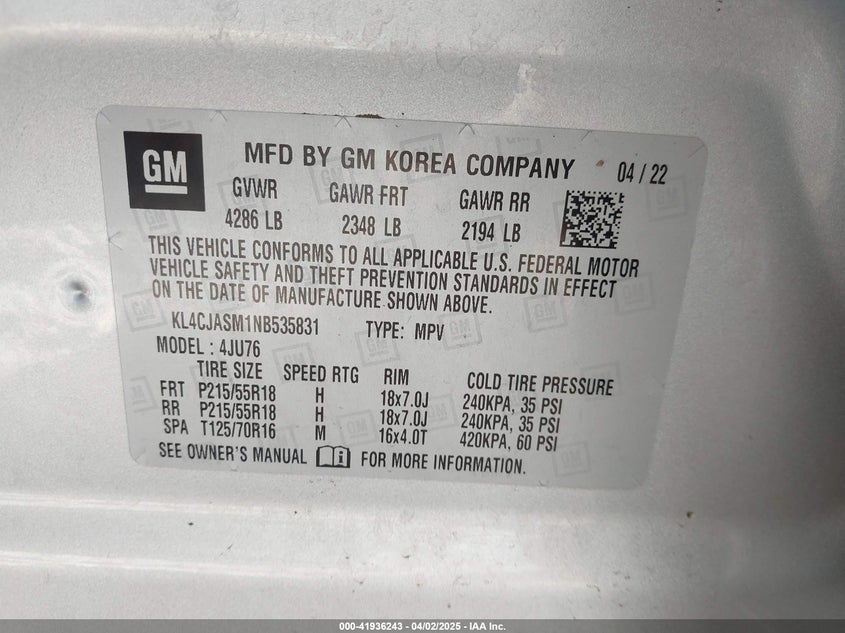 GM MFD BY GM KOREA COMPANY 04 / 22
GVWR GAWR FRT GAWR RR
4286 LB 2348 LB 2194 LB
THIS VEHICLE CONFORMS TO ALL APPLICABLE U.S. FEDERAL MOTOR
VEHICLE SAFETY AND THEFT PREVENTION STANDARDS IN EFFECT
ON THE DATE OF MANUFACTURE SHOWN ABOVE.
KL4CJASM1NB535831 TYPE: MPV
MODEL : 4JU76
TIRE SIZE SPEED RTG RIM COLD TIRE PRESSURE
FRT P215/55R18 H 18x7.0J 240KPA, 35 PSI
RR P215/55R18 H 18x7.0J 240KPA, 35 PSI
SPA T125/70R16 M 16x4.0T 420KPA, 60 PSI
SEE OWNER'S MANUAL FOR MORE INFORMATION.
000-41936243 - 04/02/2025 - IAA Inc.